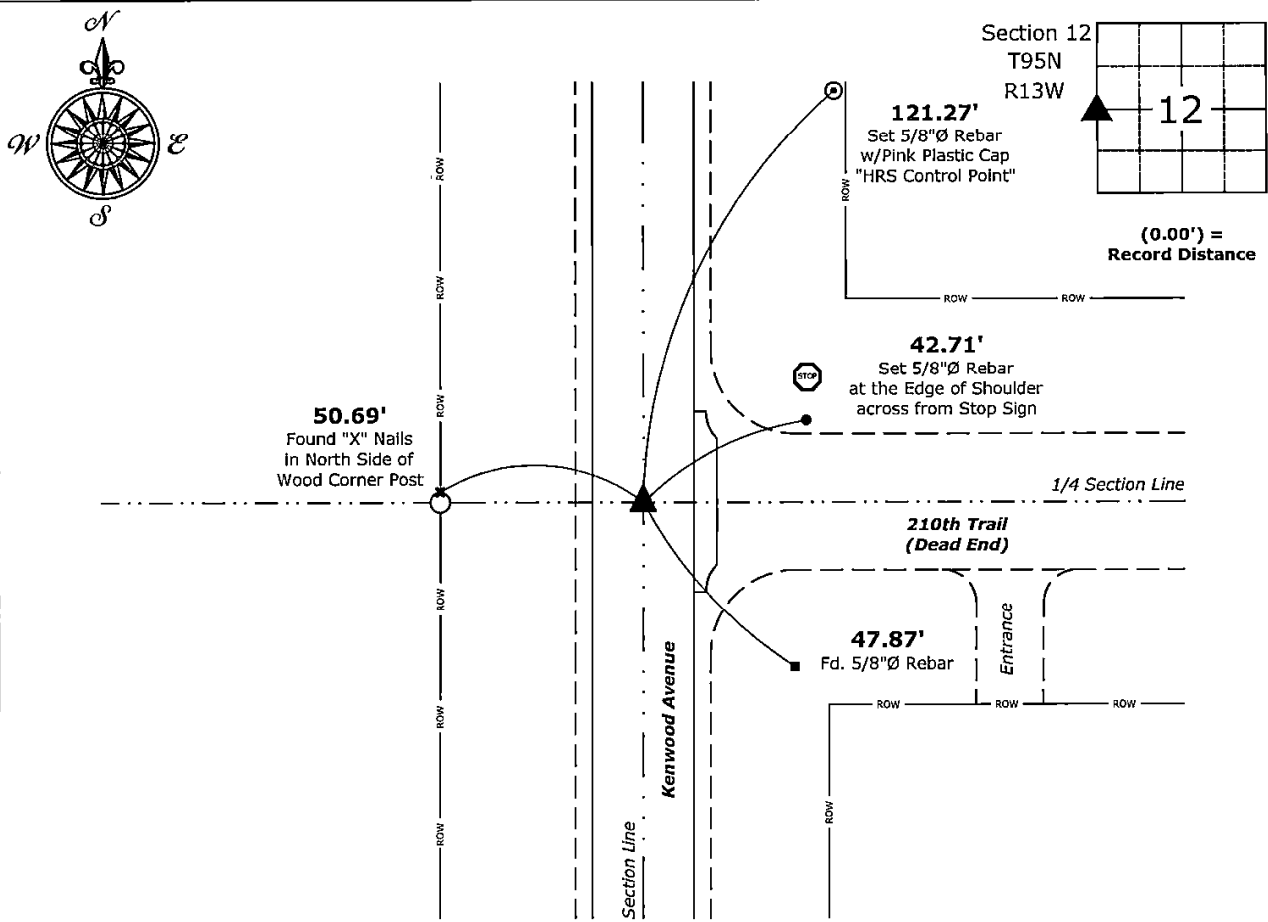 N
W
E
S
Section 12
T95N
R13W
12
(0.00') =
Record Distance
121.27'
Set 5/8"Ø Rebar
w/Pink Plastic Cap
"HRS Control Point"
ROW
ROW
ROW
ROW
ROW
ROW
42.71'
Set 5/8"Ø Rebar
at the Edge of Shoulder
across from Stop Sign
STOP
50.69'
Found "X" Nails
in North Side of
Wood Corner Post
1/4 Section Line
210th Trail
(Dead End)
47.87'
Fd. 5/8"Ø Rebar
Entrance
Kenwood Avenue
Section Line
ROW
ROW
ROW
ROW
ROW
ROW
ROW